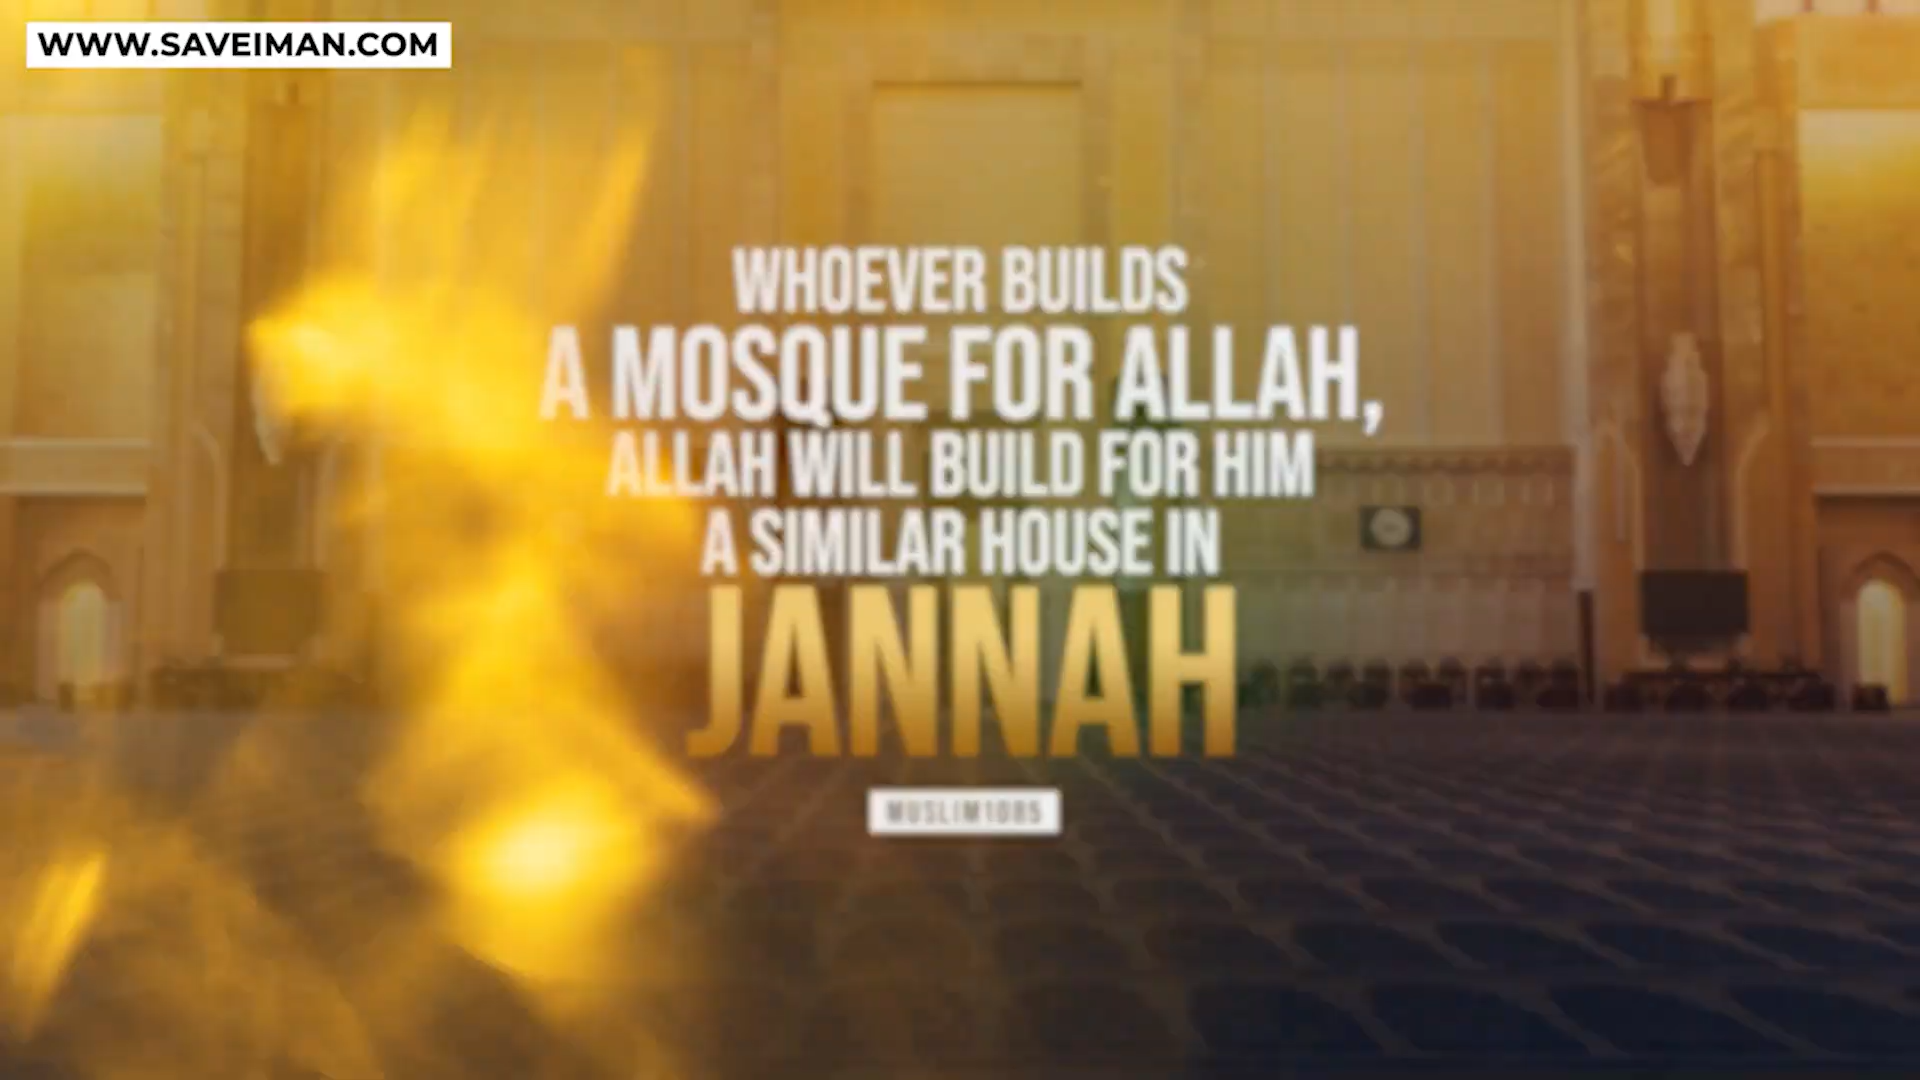 WWW.SAVEIMAN.COM
WHOEVER BUILDS
A MOSQUE FOR ALLAH,
ALLAH WILL BUILD FOR HIM
A SIMILAR HOUSE IN
JANNAH
MUSLIM1085